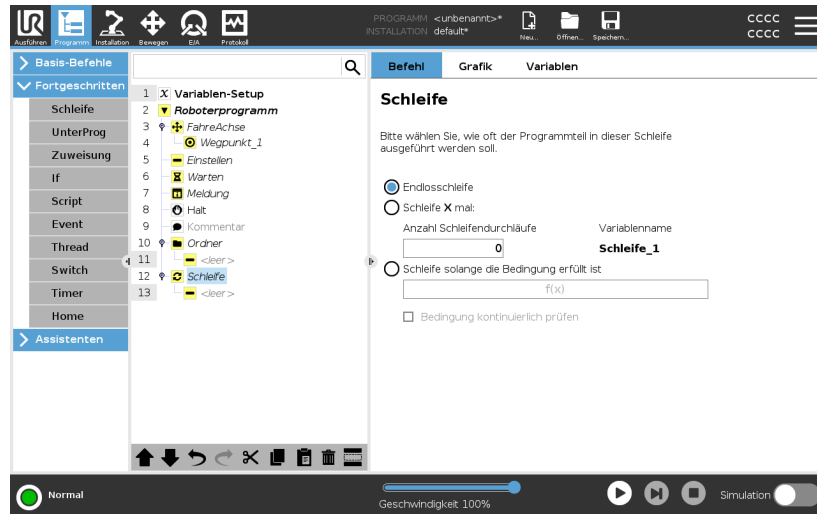 PROGRAMM <unbenannt>*
INSTALLATION default*
UR
Ausführen Programm Installation Bewegen E/A Protokoll
Neu... Öffnen... Speichern...
CCCC
CCCC
Basis-Befehle
Fortgeschritten
Schleife
UnterProg
Zuweisung
If
Script
Event
Thread
Switch
Timer
Home
Assistenten
1 X Variablen-Setup
2 Roboterprogramm
3 FahreAchse
4 Wegpunkt_1
5 Einstellen
6 Warten
7 Meldung
8 Halt
9 Kommentar
10 Ordner
11 <leer>
12 Schleife
13 <leer>
Befehl Grafik Variablen
Schleife
Bitte wählen Sie, wie oft der Programmteil in dieser Schleife
ausgeführt werden soll.
Endlosschleife
Schleife X mal:
Anzahl Schleifendurchläufe Variablenname
0 Schleife_1
Schleife solange die Bedingung erfüllt ist
f(x)
Bedingung kontinuierlich prüfen
Normal
Geschwindigkeit 100%
Simulation